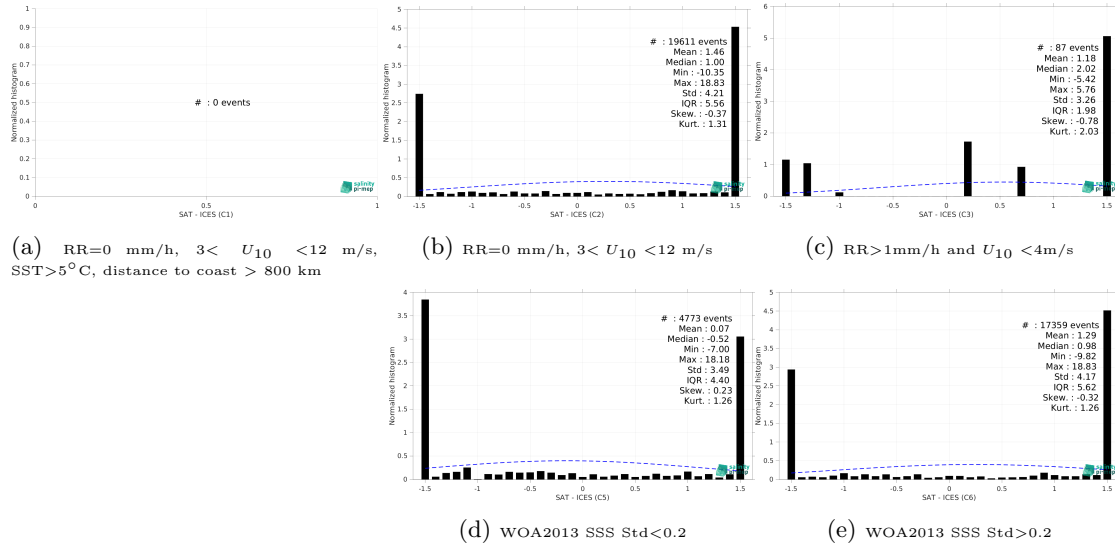 1
0.9
0.8
0.7
0.6
0.5
0.4
0.3
0.2
0.1
0
Normalized histogram
# : 0 events
salinity
pi-mep
0
0.5
1
SAT - ICES (C1)
(a) RR=0 mm/h, 3< U10 <12 m/s,
SST>5°C, distance to coast > 800 km
5
4.5
4
3.5
3
2.5
2
1.5
1
0.5
0
Normalized histogram
# : 19611 events
Mean : 1.46
Median : 1.00
Min : -10.35
Max : 18.83
Std : 4.21
IQR : 5.56
Skew. : -0.37
Kurt. : 1.31
salinity
pi-mep
-1.5
-1
-0.5
0
0.5
1
1.5
SAT - ICES (C2)
(b) RR=0 mm/h, 3< U10 <12 m/s
6
5
4
3
2
1
0
Normalized histogram
# : 87 events
Mean : 1.18
Median : 2.02
Min : -5.42
Max : 5.76
Std : 3.26
IQR : 1.98
Skew. : -0.78
Kurt. : 2.03
salinity
pi-mep
-1.5
-1
-0.5
0
0.5
1
1.5
SAT - ICES (C3)
(c) RR>1mm/h and U10 <4m/s
4
3.5
3
2.5
2
1.5
1
0.5
0
Normalized histogram
# : 4773 events
Mean : 0.07
Median : -0.52
Min : -7.00
Max : 18.18
Std : 3.49
IQR : 4.40
Skew. : 0.23
Kurt. : 1.26
salinity
pi-mep
-1.5
-1
-0.5
0
0.5
1
1.5
SAT - ICES (C5)
(d) WOA2013 SSS Std<0.2
5
4.5
4
3.5
3
2.5
2
1.5
1
0.5
0
Normalized histogram
# : 17359 events
Mean : 1.29
Median : 0.98
Min : -9.82
Max : 18.83
Std : 4.17
IQR : 5.62
Skew. : -0.32
Kurt. : 1.26
salinity
pi-mep
-1.5
-1
-0.5
0
0.5
1
1.5
SAT - ICES (C6)
(e) WOA2013 SSS Std>0.2